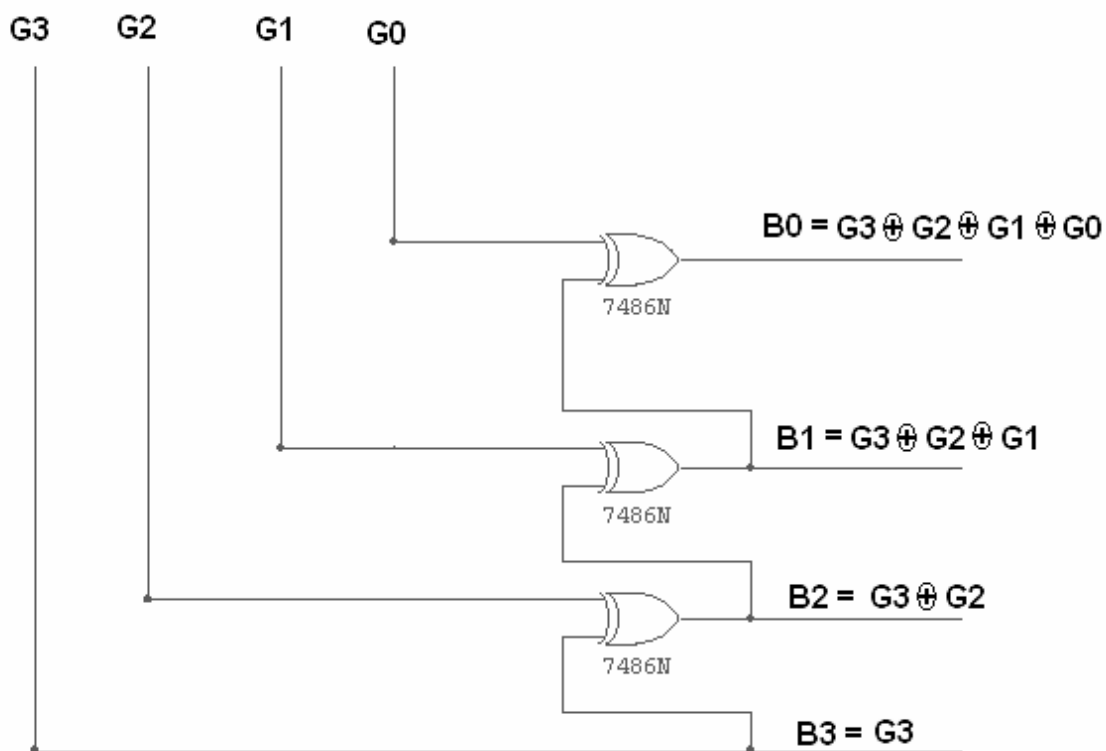 G3 G2 G1 G0
B0 = G3 ⊕ G2 ⊕ G1 ⊕ G0
7486N
B1 = G3 ⊕ G2 ⊕ G1
7486N
B2 = G3 ⊕ G2
7486N
B3 = G3